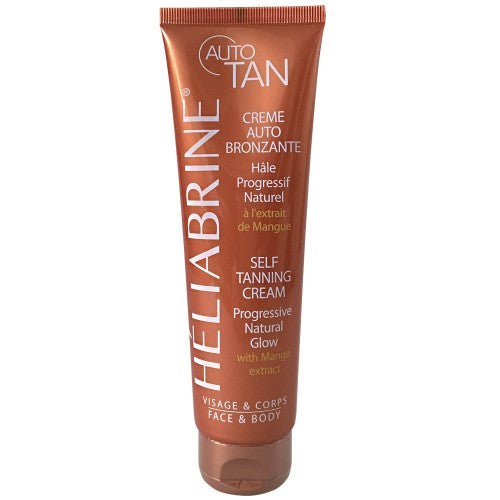 AUTO
TAN
HÉLIABRINE®
CREME
AUTO
BRONZANTE
Hâle
Progressif
Naturel
à l'extrait
de Mangue
SELF
TANNING
CREAM
Progressive
Natural
Glow
with Mango
extract
VISAGE & CORPS
FACE & BODY